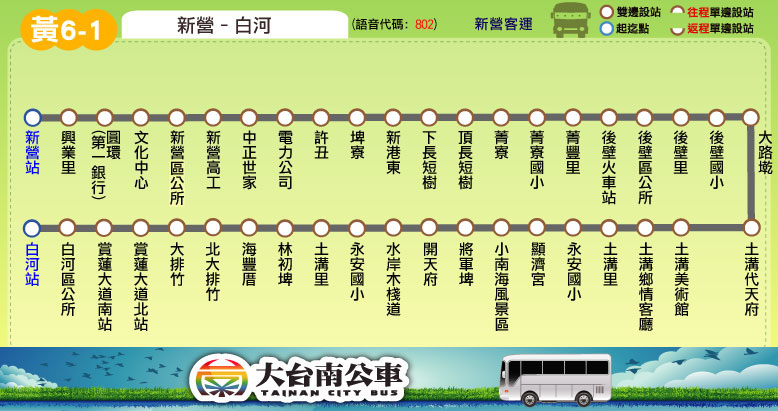 黃6-1
新營 - 白河
(語音代碼: 802)
新營客運
雙邊設站
往程單邊設站
起迄點
返程單邊設站
新營站
興業里
圓環(第一銀行)
文化中心
新營區公所
新營高工
中正世家
電力公司
許丑
埤寮
新港東
下長短樹
頂長短樹
菁寮
菁寮國小
菁豐里
後壁火車站
後壁區公所
後壁里
後壁國小
大路墘
白河站
白河區公所
賞蓮大道南站
賞蓮大道北站
大排竹
北大排竹
海豐厝
林初埤
土溝里
永安國小
水岸木棧道
開天府
將軍埤
小南海風景區
顯濟宮
永安國小
土溝里
土溝鄉情客廳
土溝美術館
土溝代天府
大台南公車
TAINAN CITY BUS